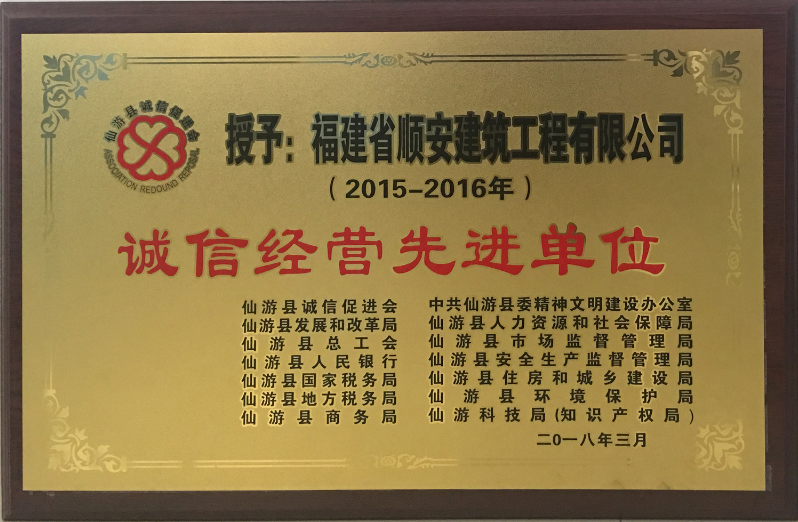 仙游县诚信促进会
ASSOCIATION REDOUND REPOSAL
授予：福建省顺安建筑工程有限公司
（2015-2016年）
诚信经营先进单位
仙游县诚信促进会
仙游县发展和改革局
仙游县总工会
仙游县人民银行
仙游县国家税务局
仙游县地方税务局
仙游县商务局
中共仙游县委精神文明建设办公室
仙游县人力资源和社会保障局
仙游县市场监督管理局
仙游县安全生产监督管理局
仙游县住房和城乡建设局
仙游县环境保护局
仙游科技局(知识产权局)
二0一八年三月